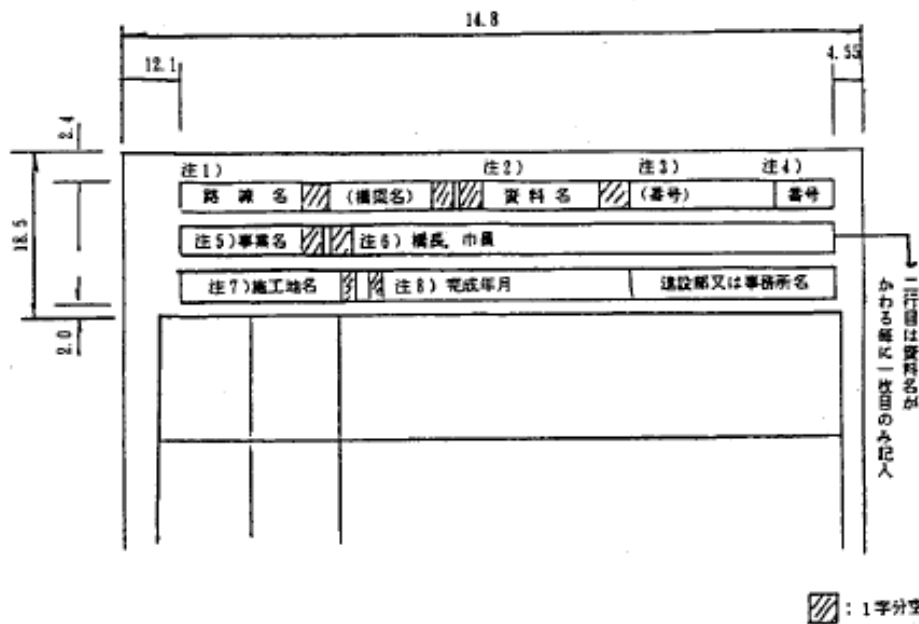 14.8
12.1
4.55
2.4
18.5
2.0
注1)
注2)
注3)
注4)
路線名
(橋梁名)
資料名
(番号)
番号
注5)事業名
注6)橋長, 巾員
注7)施工地名
注8)完成年月
建設部又は事務所名
二行目は資料名が
かわる毎に一枚目のみ記入
:1字分空